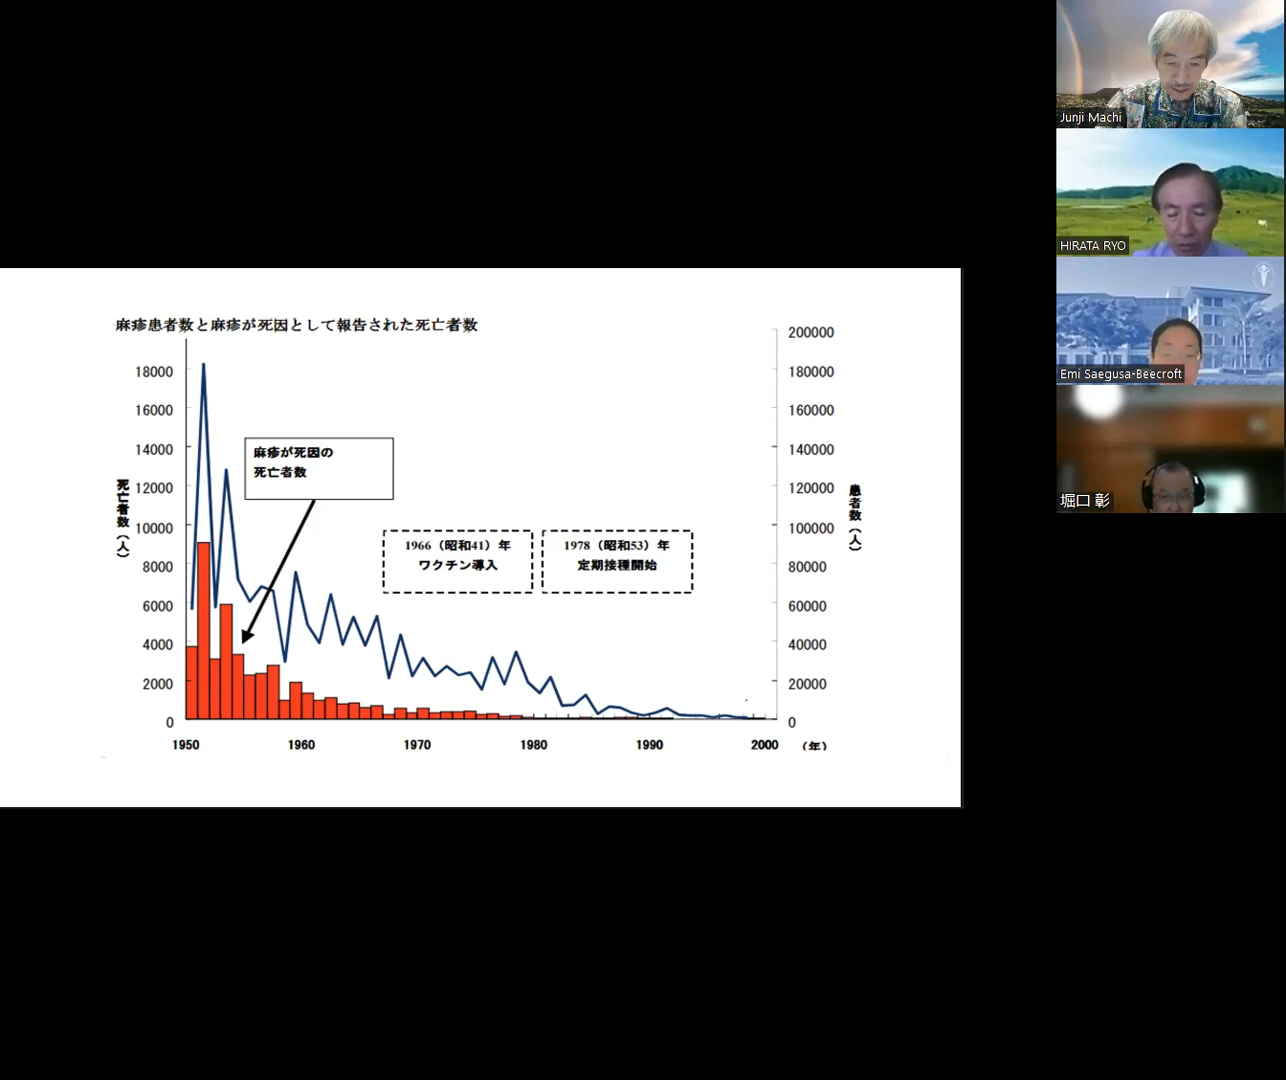 麻疹患者数と麻疹が死因として報告された死亡者数
死亡者数（人）
18000
16000
14000
12000
10000
8000
6000
4000
2000
0
麻疹が死因の
死亡者数
1966（昭和41）年
ワクチン導入
1978（昭和53）年
定期接種開始
200000
180000
160000
140000
120000
100000
80000
60000
40000
20000
0
患者数（人）
1950
1960
1970
1980
1990
2000
（年）
Junji Machi
HIRATA RYO
Emi Saegusa-Beecroft
堀口 彰